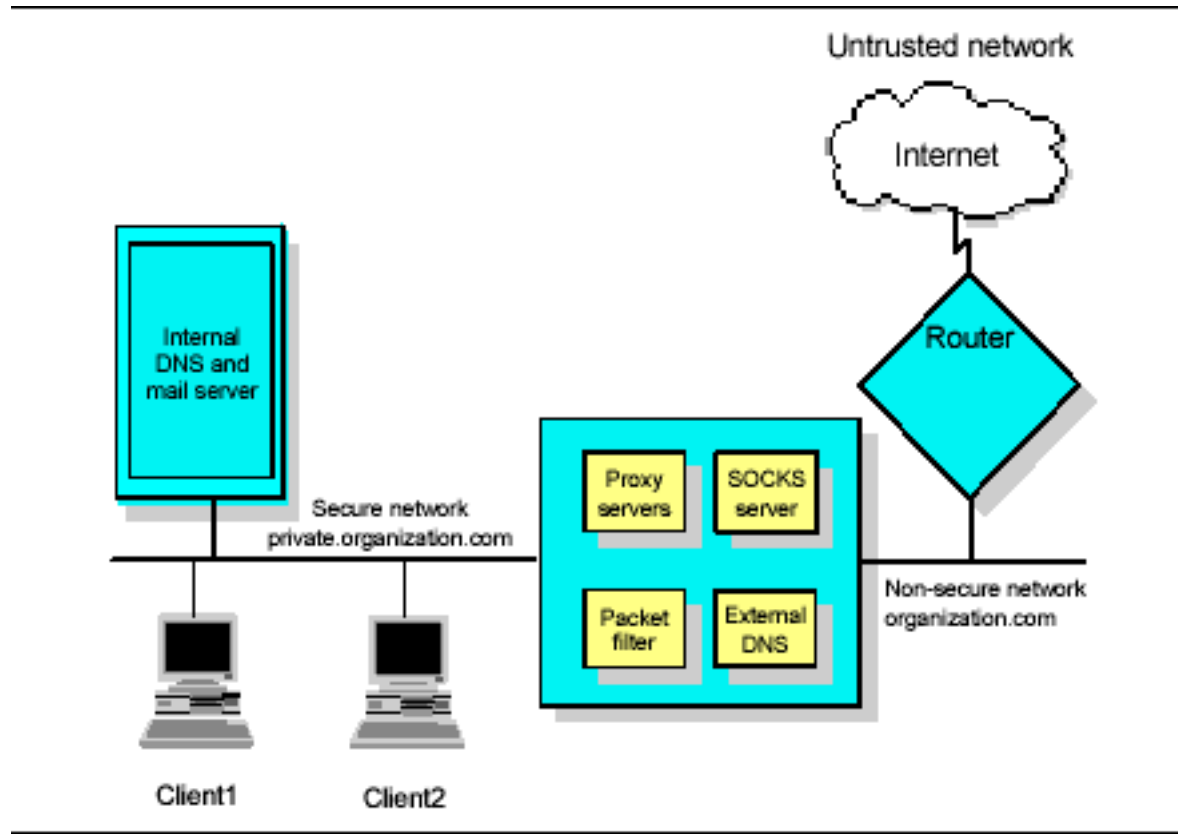 Untrusted network
Internet
Router
Internal
DNS and
mail server
Secure network
private.organization.com
Proxy
servers
SOCKS
server
Packet
filter
External
DNS
Non-secure network
organization.com
Client1
Client2